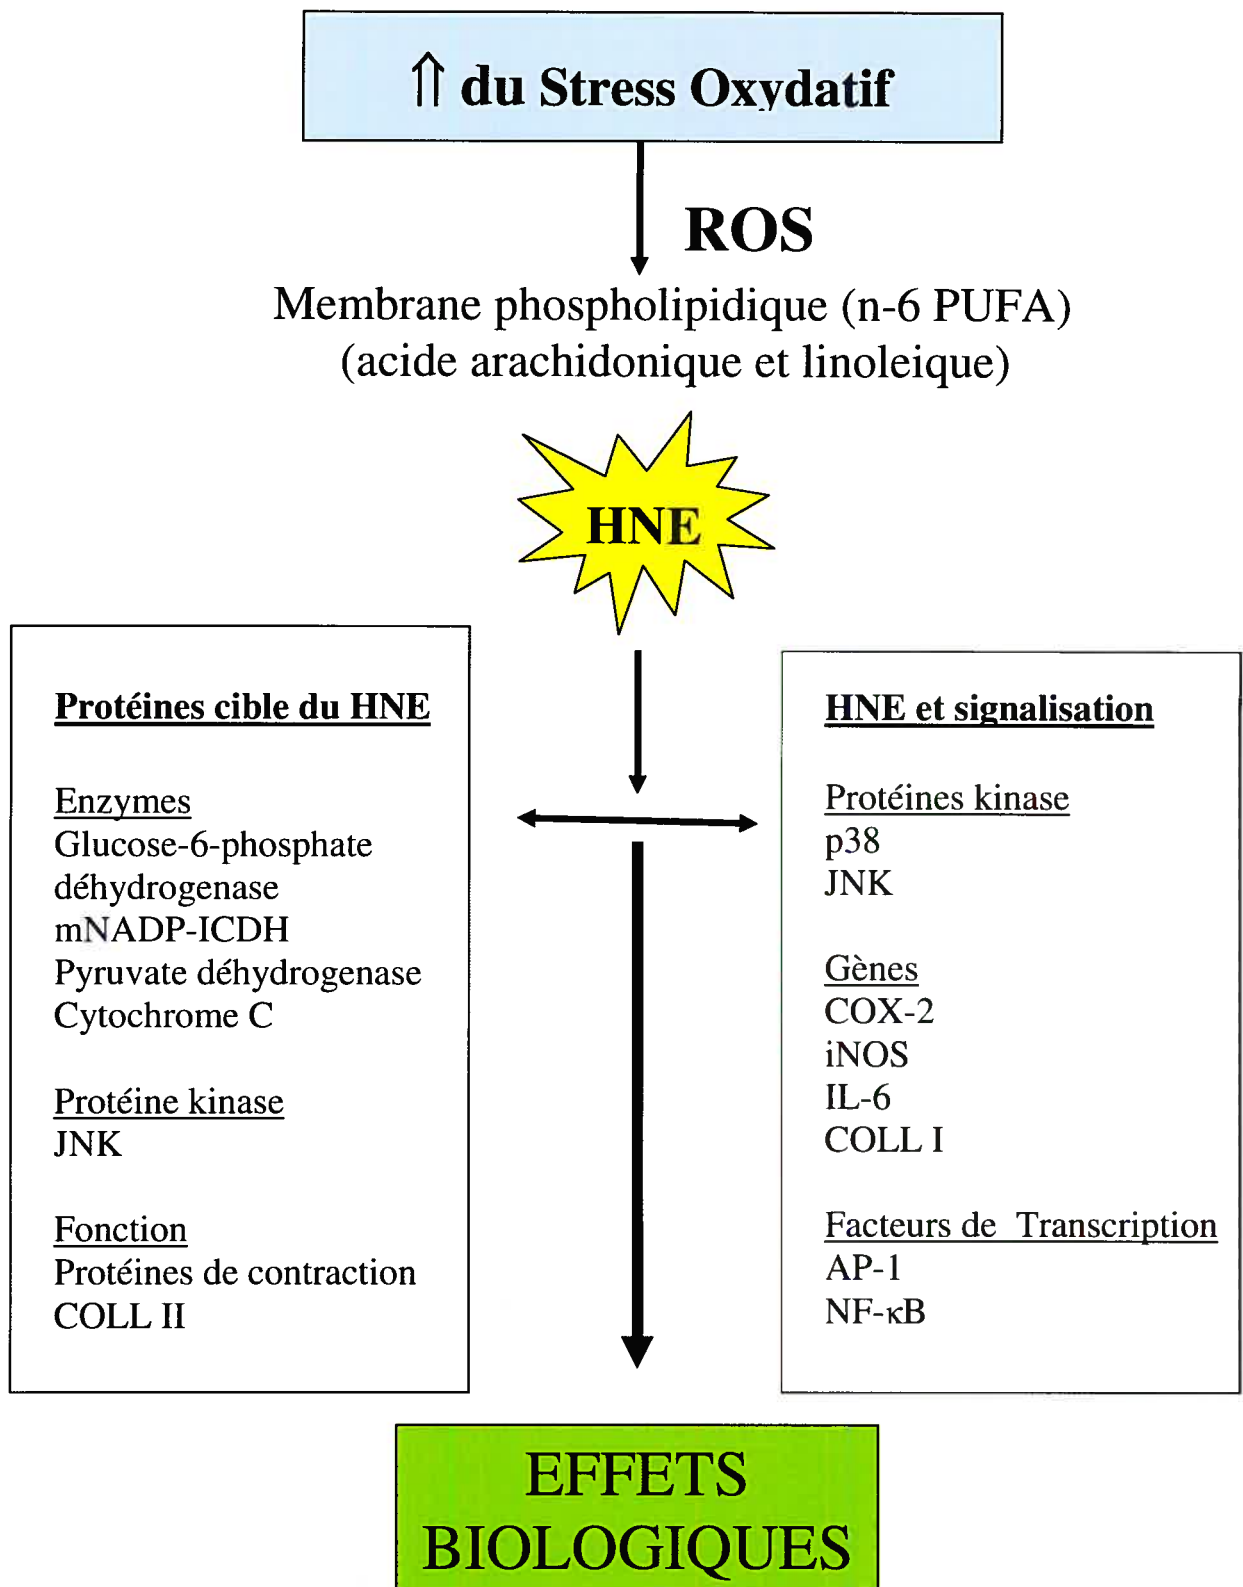 ⇑ du Stress Oxydatif
ROS
Membrane phospholipidique (n-6 PUFA)
(acide arachidonique et linoleique)
HNE
Protéines cible du HNE
Enzymes
Glucose-6-phosphate
déhydrogenase
mNADP-ICDH
Pyruvate déhydrogenase
Cytochrome C
Protéine kinase
JNK
Fonction
Protéines de contraction
COLL II
HNE et signalisation
Protéines kinase
p38
JNK
Gènes
COX-2
iNOS
IL-6
COLL I
Facteurs de Transcription
AP-1
NF-κB
EFFETS
BIOLOGIQUES